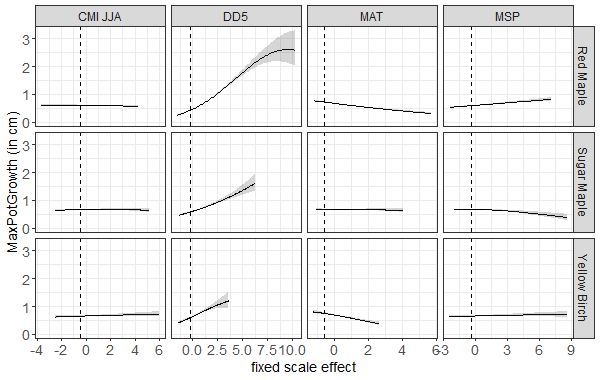 CMI JJA DD5 MAT MSP
MaxPotGrowth (in cm)
3
2
1
0
Red Maple
3
2
1
0
Sugar Maple
3
2
1
0
Yellow Birch
-4 -2 0 2 4 6 0.0 2.5 5.0 7.5 10.0 0 2 4 6 -3 0 3 6 9
fixed scale effect